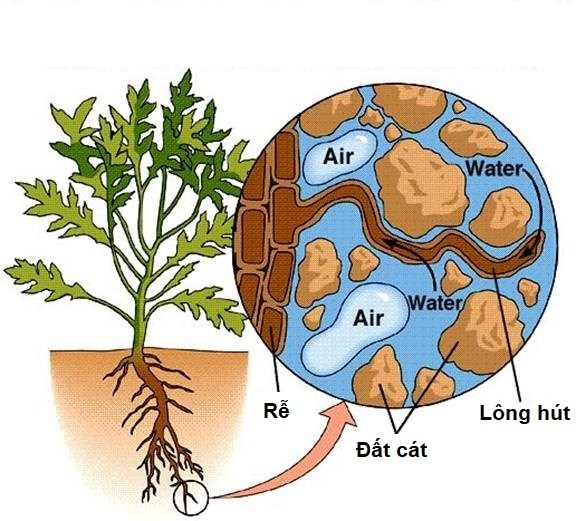 Air
Water
Water
Air
Rễ
Lông hút
Đất cát